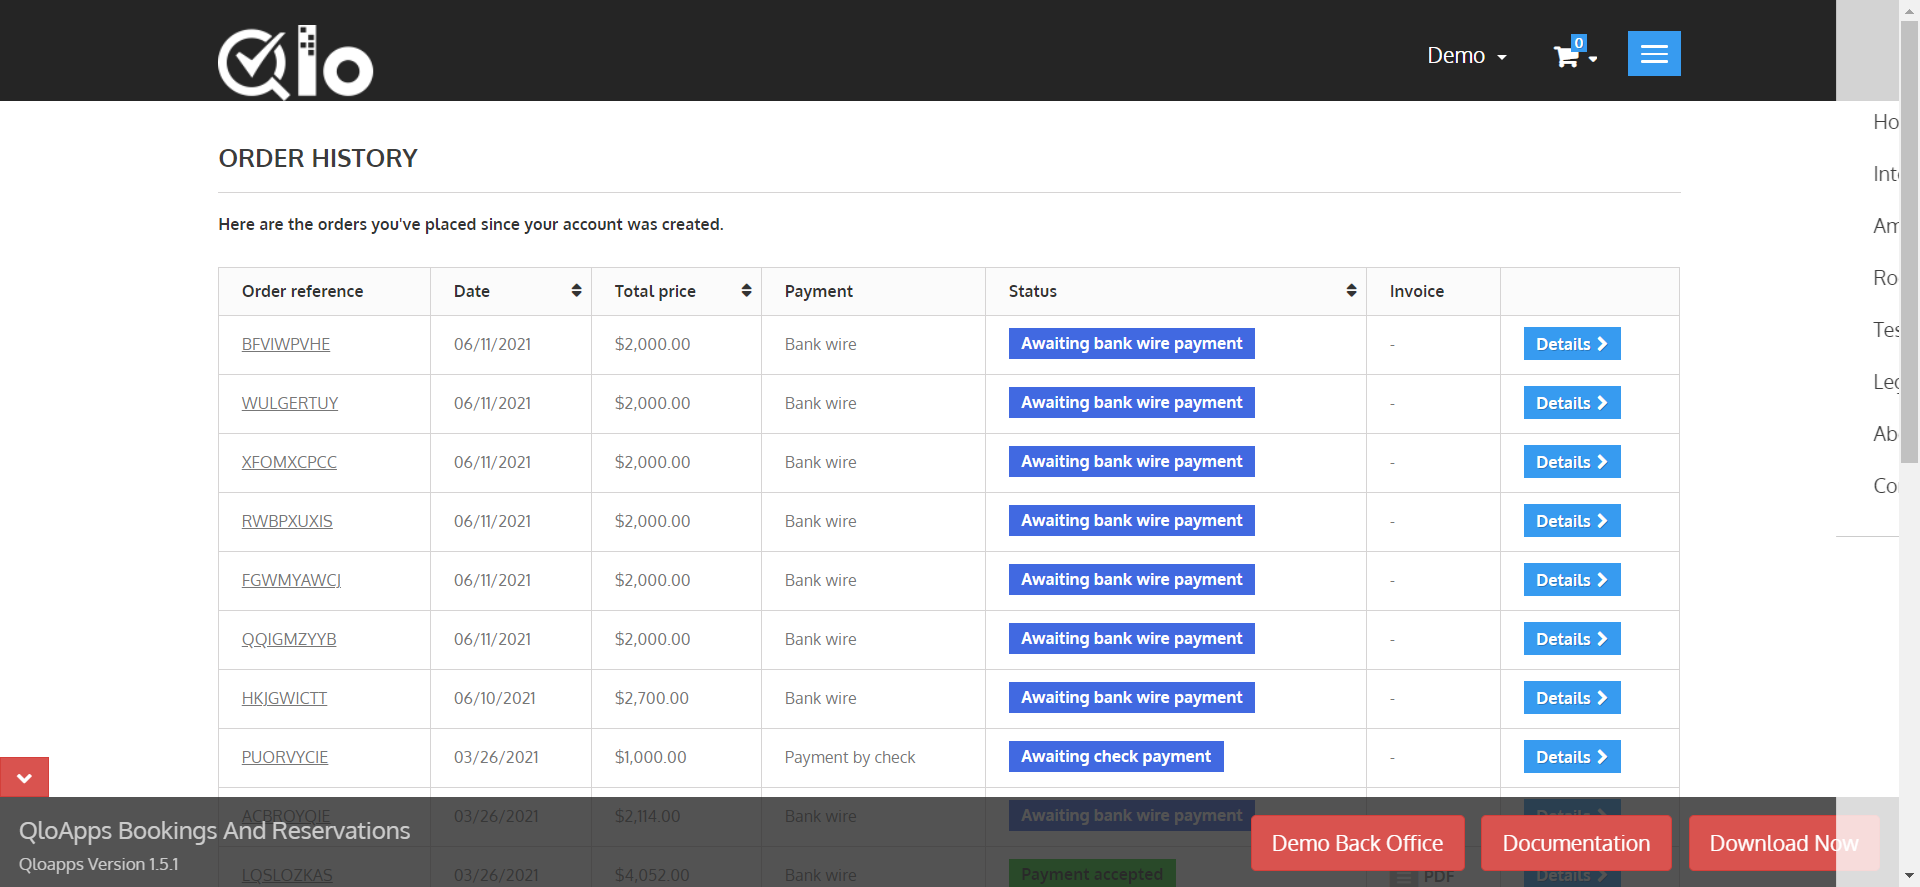 Qlo
Demo
0
ORDER HISTORY
Here are the orders you've placed since your account was created.
Order reference Date Total price Payment Status Invoice
BFVIWPVHE 06/11/2021 $2,000.00 Bank wire Awaiting bank wire payment - Details
WULGERTUY 06/11/2021 $2,000.00 Bank wire Awaiting bank wire payment - Details
XFOMXCPCC 06/11/2021 $2,000.00 Bank wire Awaiting bank wire payment - Details
RWBPXUXIS 06/11/2021 $2,000.00 Bank wire Awaiting bank wire payment - Details
FGWMYAWCJ 06/11/2021 $2,000.00 Bank wire Awaiting bank wire payment - Details
QQIGMZYYB 06/11/2021 $2,000.00 Bank wire Awaiting bank wire payment - Details
HKJGWICTT 06/10/2021 $2,700.00 Bank wire Awaiting bank wire payment - Details
PUORVYCIE 03/26/2021 $1,000.00 Payment by check Awaiting check payment - Details
ACBROYQIE 03/26/2021 $2,114.00 Bank wire Awaiting bank wire payment Details
LQSLOZKAS 03/26/2021 $4,052.00 Bank wire Payment accepted PDF Details
Ho
Int
Am
Ro
Tes
Leg
Ab
Co
QloApps Bookings And Reservations
Qloapps Version 1.5.1
Demo Back Office
Documentation
Download Now